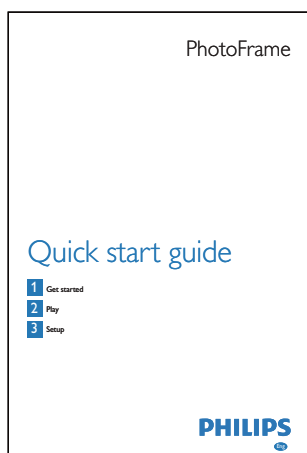 PhotoFrame
Quick start guide
1 Get started
2 Play
3 Setup
PHILIPS
Eng